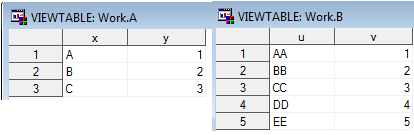 VIEWTABLE: Work.A
x y
1 A 1
2 B 2
3 C 3
VIEWTABLE: Work.B
u v
1 AA 1
2 BB 2
3 CC 3
4 DD 4
5 EE 5